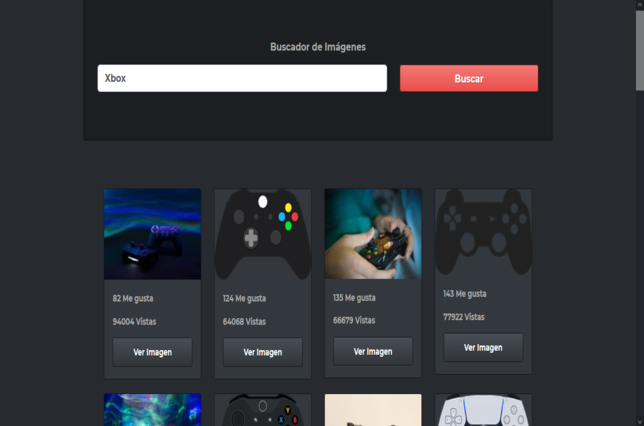 Buscador de Imágenes
Xbox
Buscar
82 Me gusta
94004 Vistas
Ver Imagen
124 Me gusta
64068 Vistas
Ver Imagen
135 Me gusta
66679 Vistas
Ver Imagen
143 Me gusta
77922 Vistas
Ver Imagen
Y
X
B